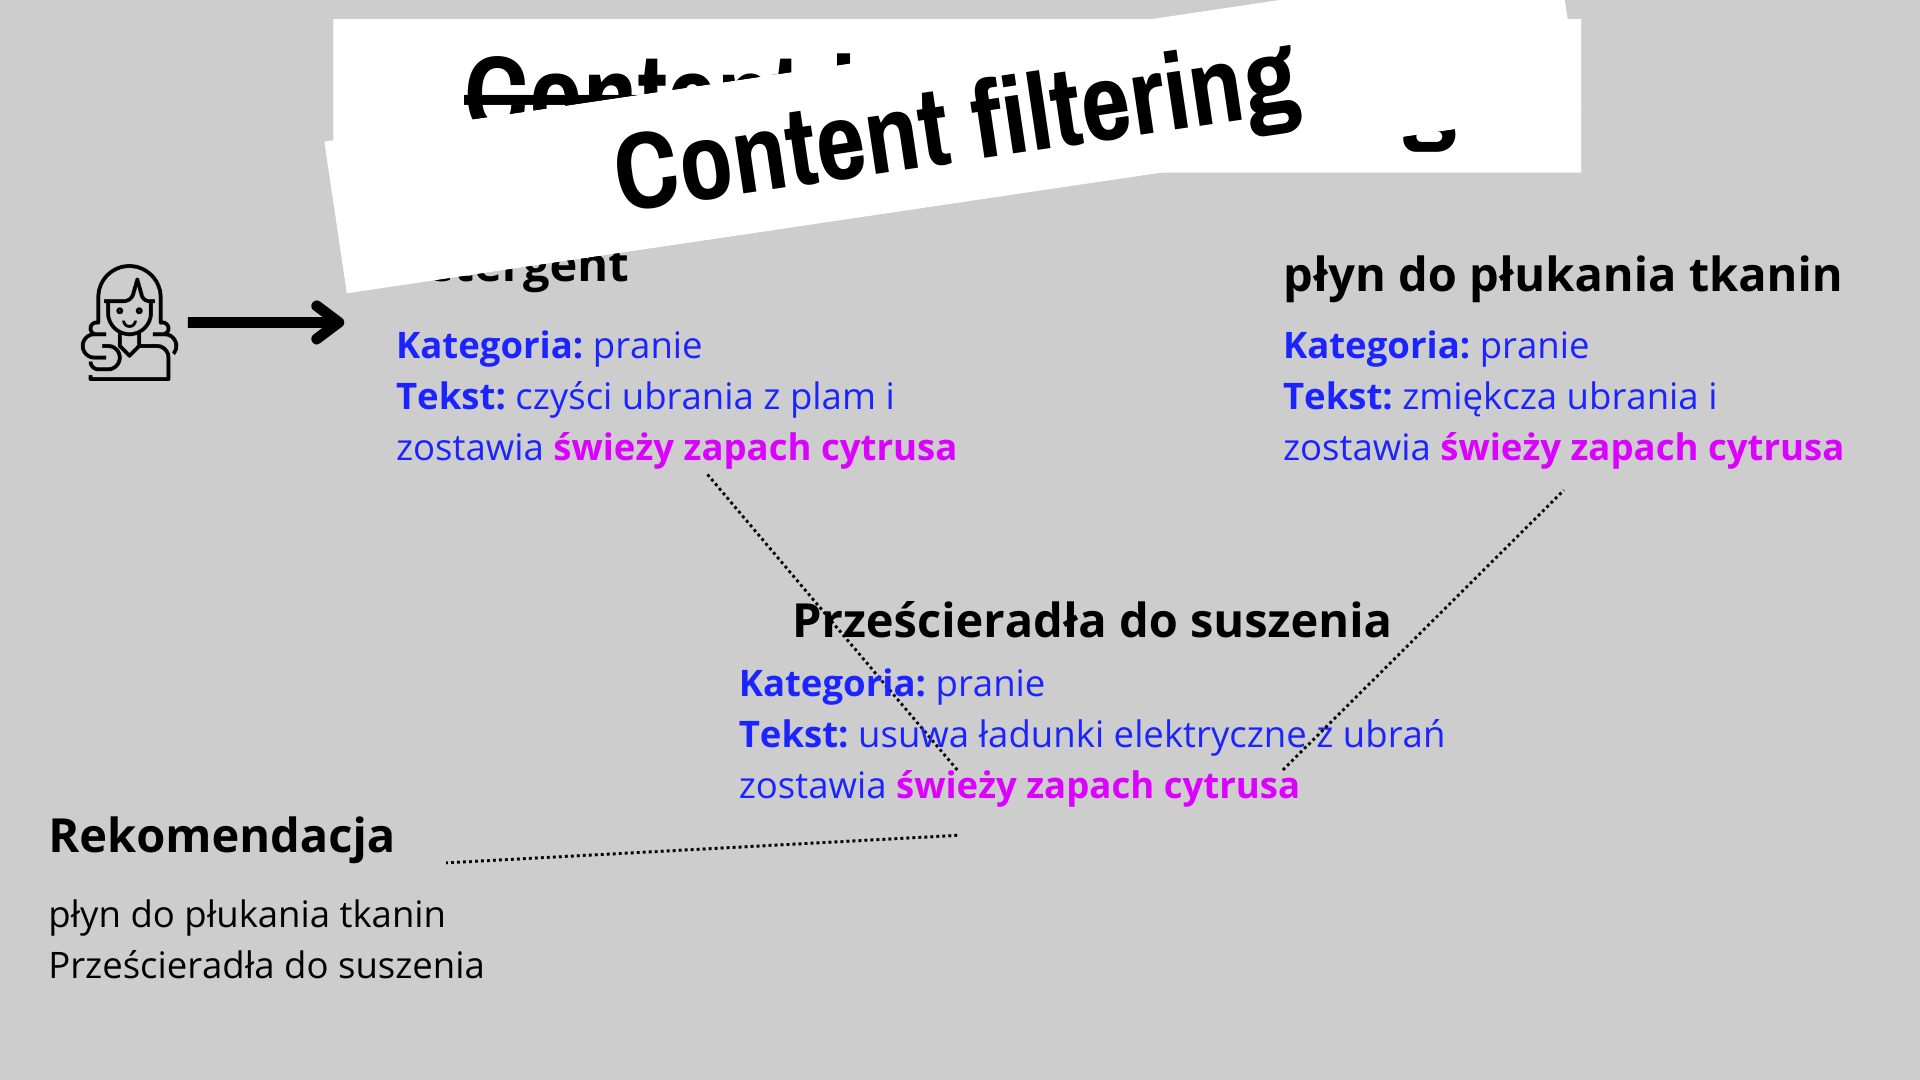 Content filtering
płyn do płukania tkanin
Kategoria: pranie
Tekst: czyści ubrania z plam i
zostawia świeży zapach cytrusa
Kategoria: pranie
Tekst: zmiękcza ubrania i
zostawia świeży zapach cytrusa
Prześcieradła do suszenia
Kategoria: pranie
Tekst: usuwa ładunki elektryczne z ubrań
zostawia świeży zapach cytrusa
Rekomendacja
płyn do płukania tkanin
Prześcieradła do suszenia